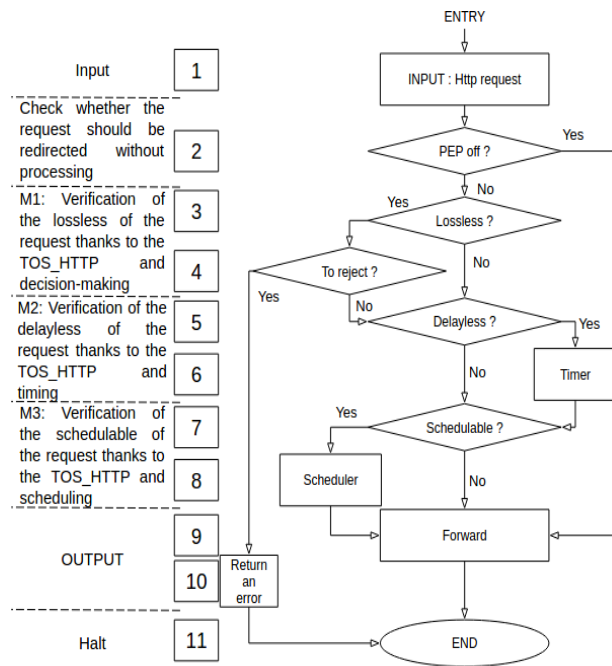 ENTRY
Input
1
INPUT : Http request
Check whether the
request should be
redirected without
processing
2
PEP off ?
Yes
No
M1: Verification of
the lossless of the
request thanks to the
TOS_HTTP and
decision-making
3
4
Yes
Lossless ?
No
To reject ?
Yes
No
M2: Verification of the
delayless of the
request thanks to the
TOS_HTTP and
timing
5
6
Delayless ?
Yes
No
Timer
M3: Verification of
the schedulable of
the request thanks to
the TOS_HTTP and
scheduling
7
8
Yes
Schedulable ?
No
Scheduler
OUTPUT
9
10
Forward
Return
an
error
Halt
11
END